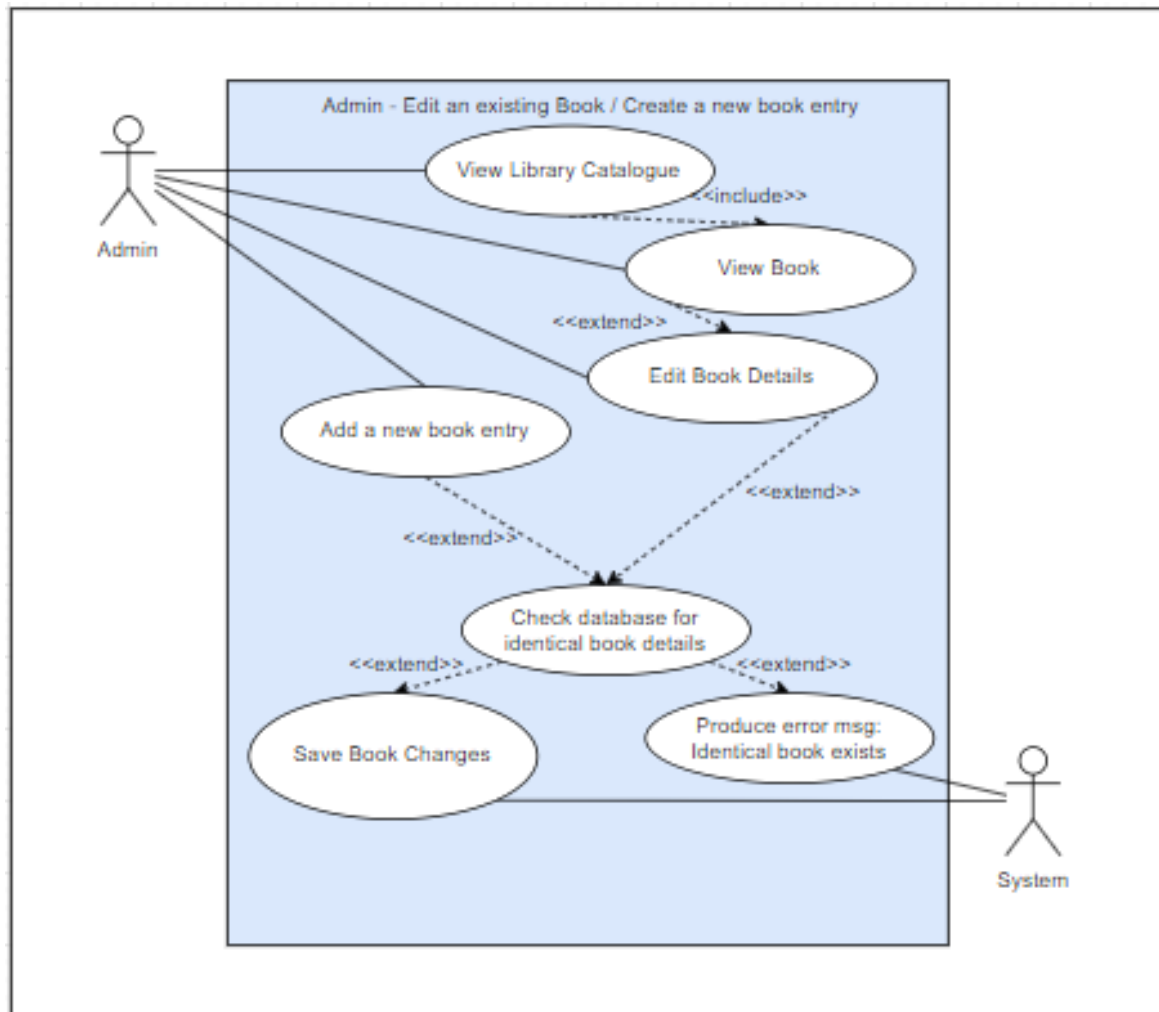 Admin - Edit an existing Book / Create a new book entry
View Library Catalogue
<<include>>
Admin
View Book
<<extend>>
Edit Book Details
Add a new book entry
<<extend>>
<<extend>>
Check database for
identical book details
<<extend>>
<<extend>>
Save Book Changes
Produce error msg:
Identical book exists
System